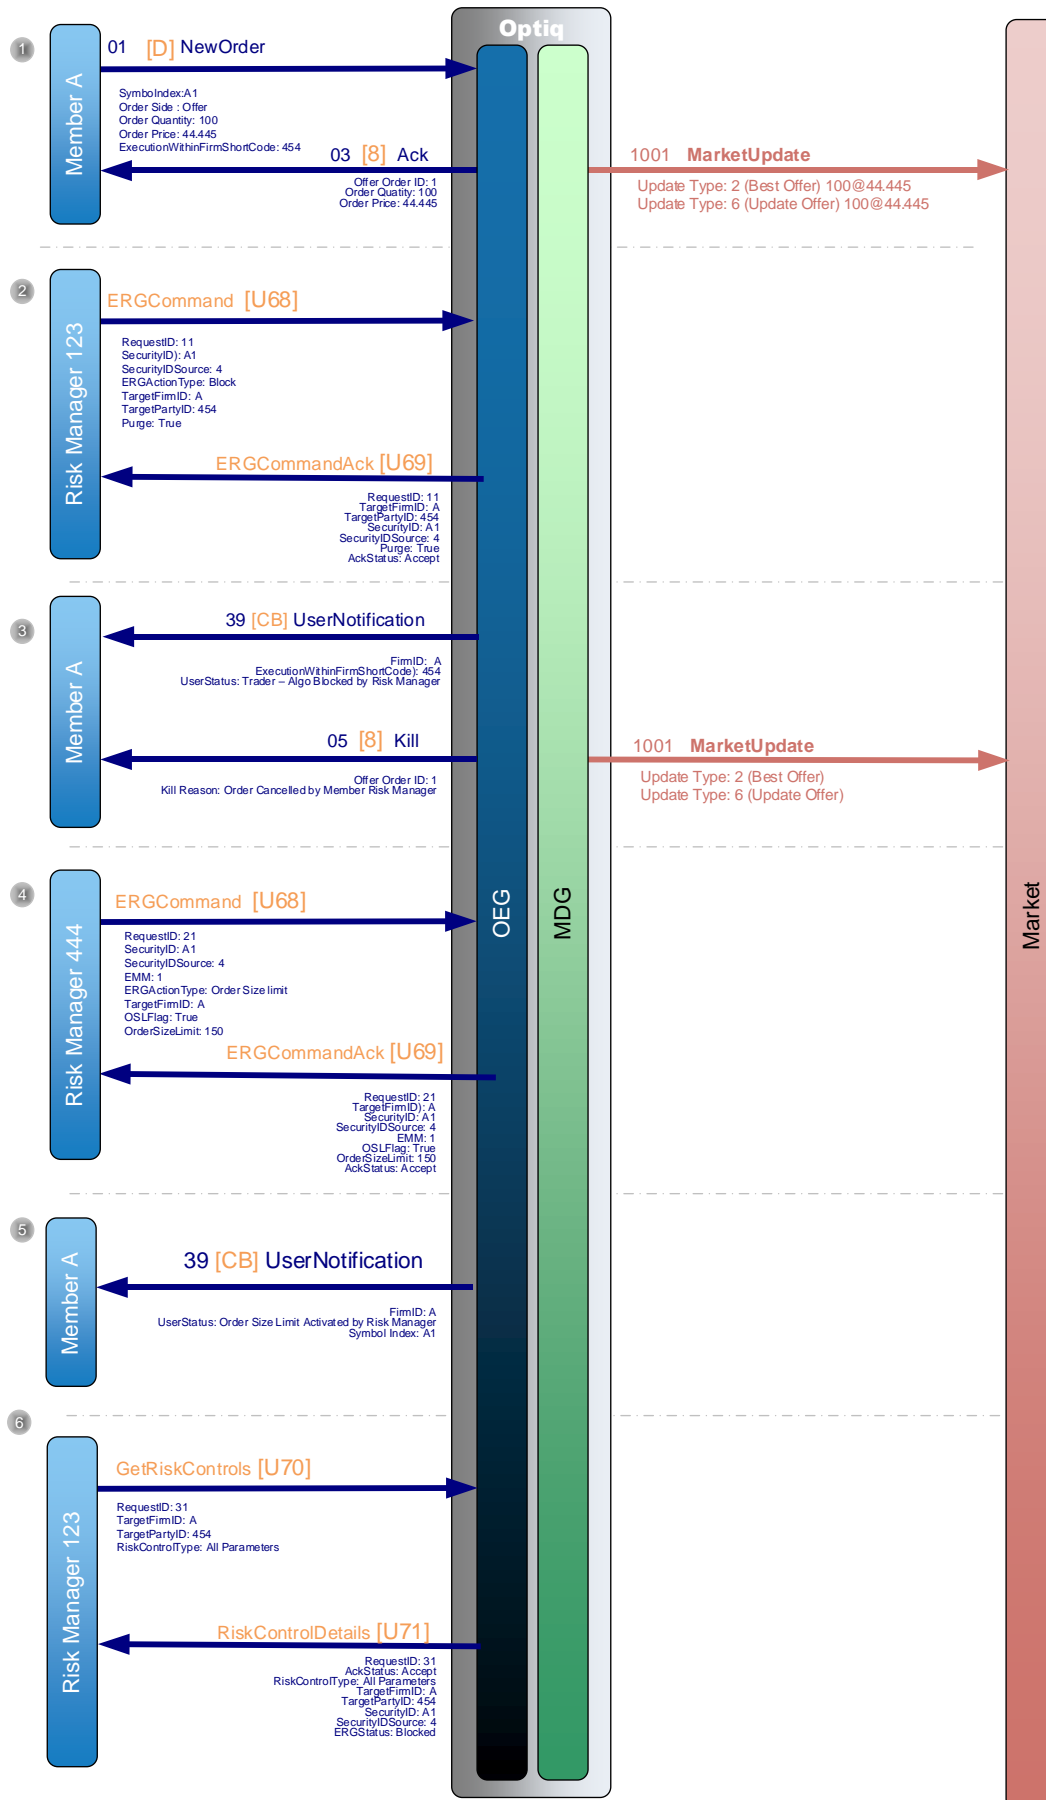 Optiq
1
Member A
01 [D] NewOrder
SymbolIndex:A1
Order Side : Offer
Order Quantity: 100
Order Price: 44.445
ExecutionWithinFirmShortCode: 454
03 [8] Ack
Offer Order ID: 1
Order Quatity: 100
Order Price: 44.445
1001 MarketUpdate
Update Type: 2 (Best Offer) 100@44.445
Update Type: 6 (Update Offer) 100@44.445
2
Risk Manager 123
ERGCommand [U68]
RequestID: 11
SecurityID): A1
SecurityIDSource: 4
ERGActionType: Block
TargetFirmID: A
TargetPartyID: 454
Purge: True
ERGCommandAck [U69]
RequestID: 11
TargetFirmID: A
TargetPartyID: 454
SecurityID: A1
SecurityIDSource: 4
Purge: True
AckStatus: Accept
3
Member A
39 [CB] UserNotification
FirmID: A
ExecutionWithinFirmShortCode): 454
UserStatus: Trader – Algo Blocked by Risk Manager
05 [8] Kill
Offer Order ID: 1
Kill Reason: Order Cancelled by Member Risk Manager
1001 MarketUpdate
Update Type: 2 (Best Offer)
Update Type: 6 (Update Offer)
OEG
MDG
Market
4
Risk Manager 444
ERGCommand [U68]
RequestID: 21
SecurityID: A1
SecurityIDSource: 4
EMM: 1
ERGActionType: Order Size limit
TargetFirmID: A
OSLFlag: True
OrderSizeLimit: 150
ERGCommandAck [U69]
RequestID: 21
TargetFirmID): A
SecurityID: A1
SecurityIDSource: 4
EMM: 1
OSLFlag: True
OrderSizeLimit: 150
AckStatus: Accept
5
Member A
39 [CB] UserNotification
FirmID: A
UserStatus: Order Size Limit Activated by Risk Manager
Symbol Index: A1
6
Risk Manager 123
GetRiskControls [U70]
RequestID: 31
TargetFirmID: A
TargetPartyID: 454
RiskControlType: All Parameters
RiskControlDetails [U71]
RequestID: 31
AckStatus: Accept
RiskControlType: All Parameters
TargetFirmID: A
TargetPartyID: 454
SecurityID: A1
SecurityIDSource: 4
ERGStatus: Blocked